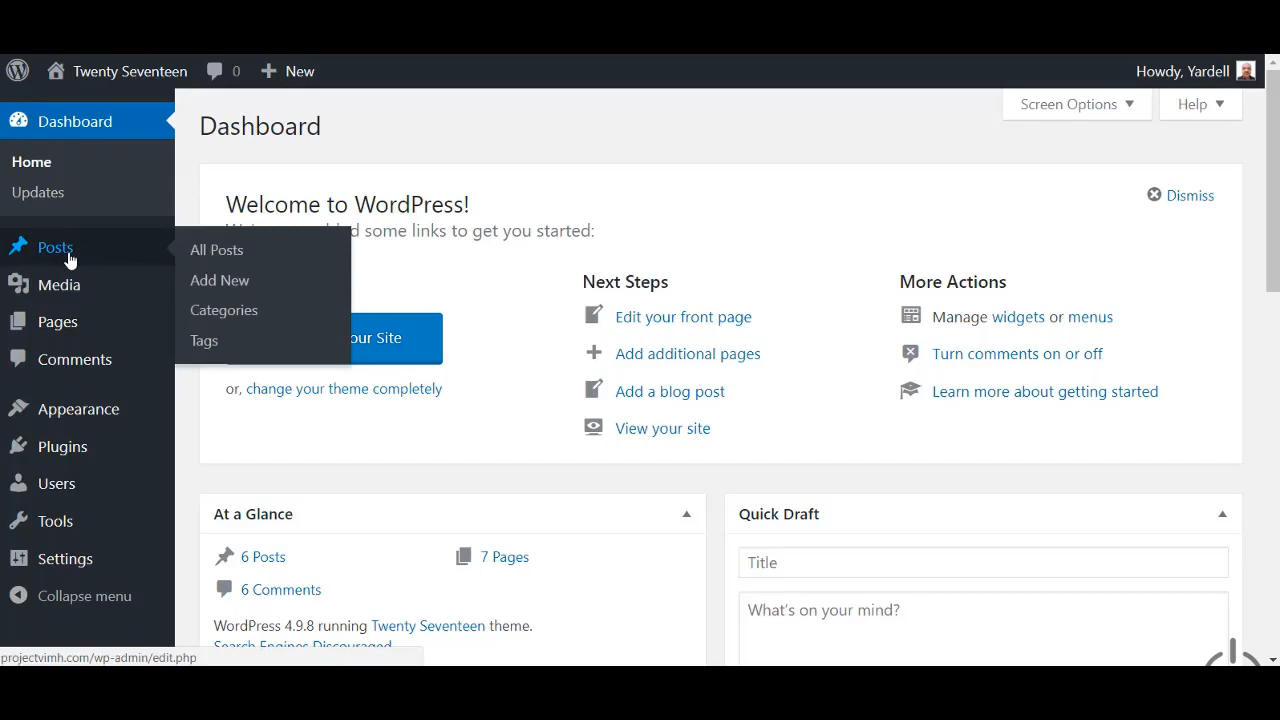 Twenty Seventeen 0 New Howdy, Yardell
Screen Options Help
Dashboard
Home
Updates
Posts
Media
Pages
Comments
Appearance
Plugins
Users
Tools
Settings
Collapse menu
All Posts
Add New
Categories
Tags
Dashboard
Welcome to WordPress!
Dismiss
some links to get you started:
our Site
or, change your theme completely
Next Steps
Edit your front page
Add additional pages
Add a blog post
View your site
More Actions
Manage widgets or menus
Turn comments on or off
Learn more about getting started
At a Glance
6 Posts 7 Pages
6 Comments
WordPress 4.9.8 running Twenty Seventeen theme.
Search Engines Discouraged
Quick Draft
Title
What's on your mind?
projectvimh.com/wp-admin/edit.php